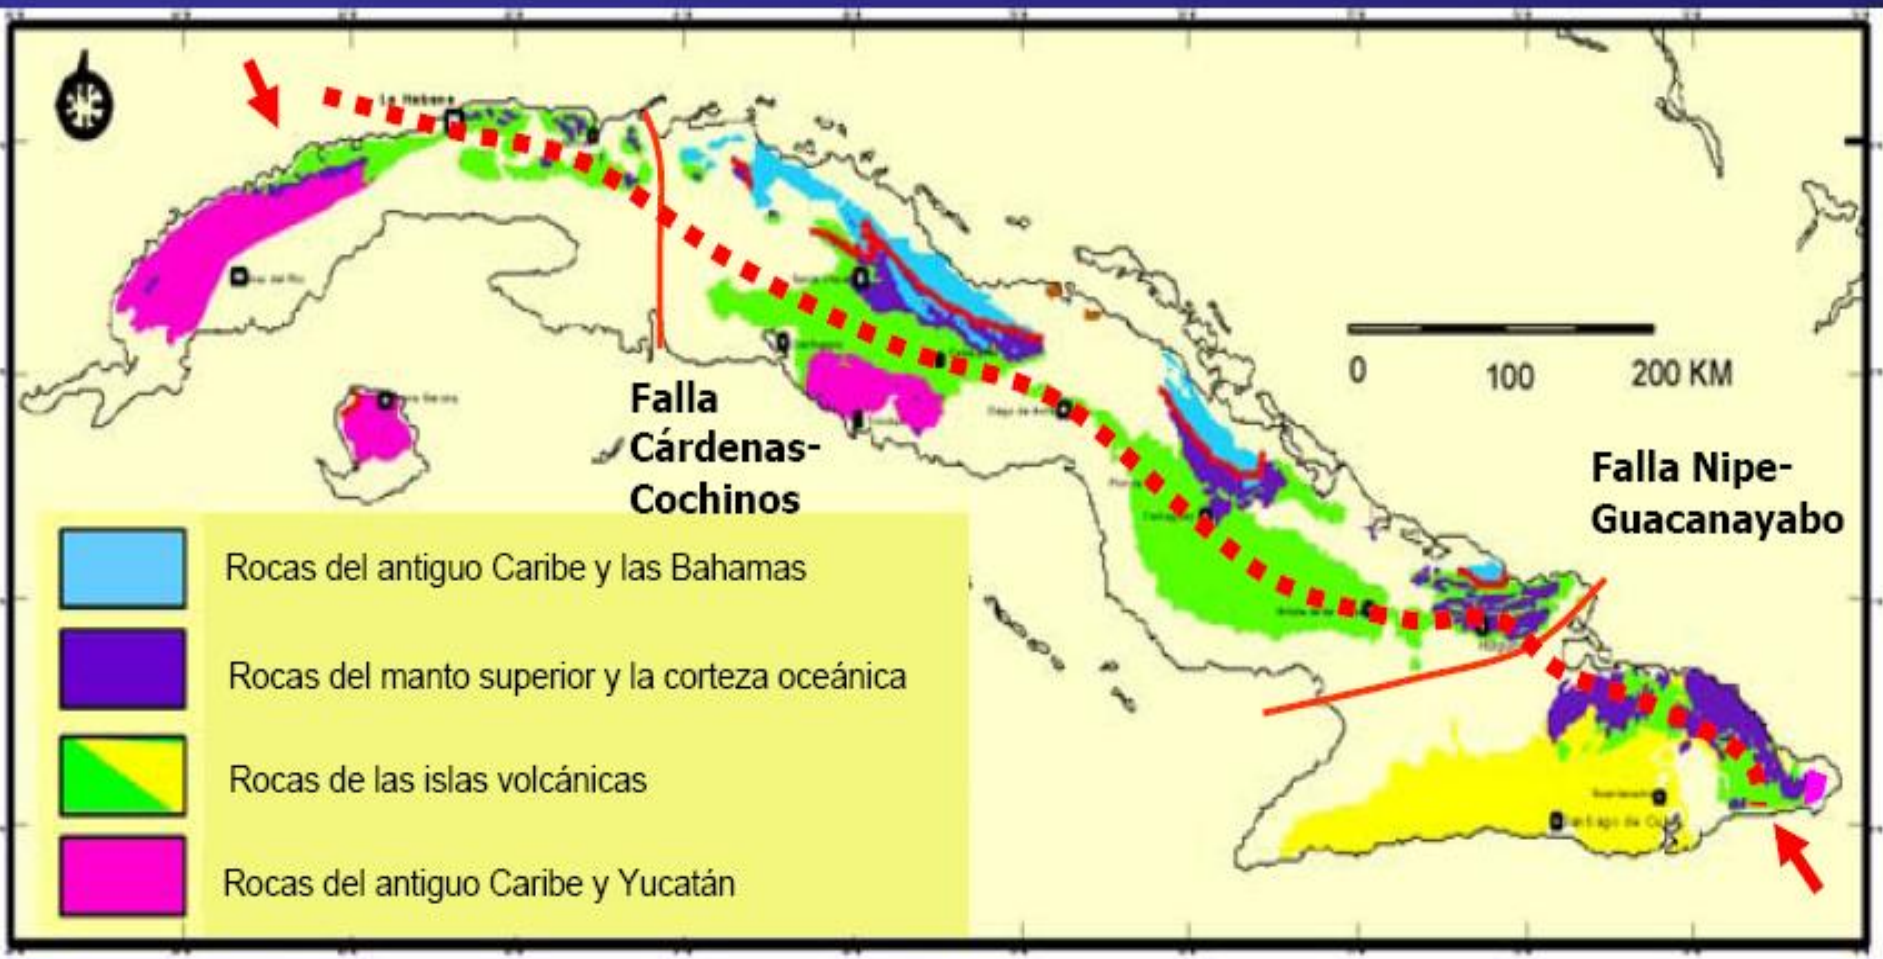 La Habana
Falla
Cárdenas-
Cochinos
0
100
200 KM
Falla Nipe-
Guacanayabo
Rocas del antiguo Caribe y las Bahamas
Rocas del manto superior y la corteza oceánica
Rocas de las islas volcánicas
Rocas del antiguo Caribe y Yucatán